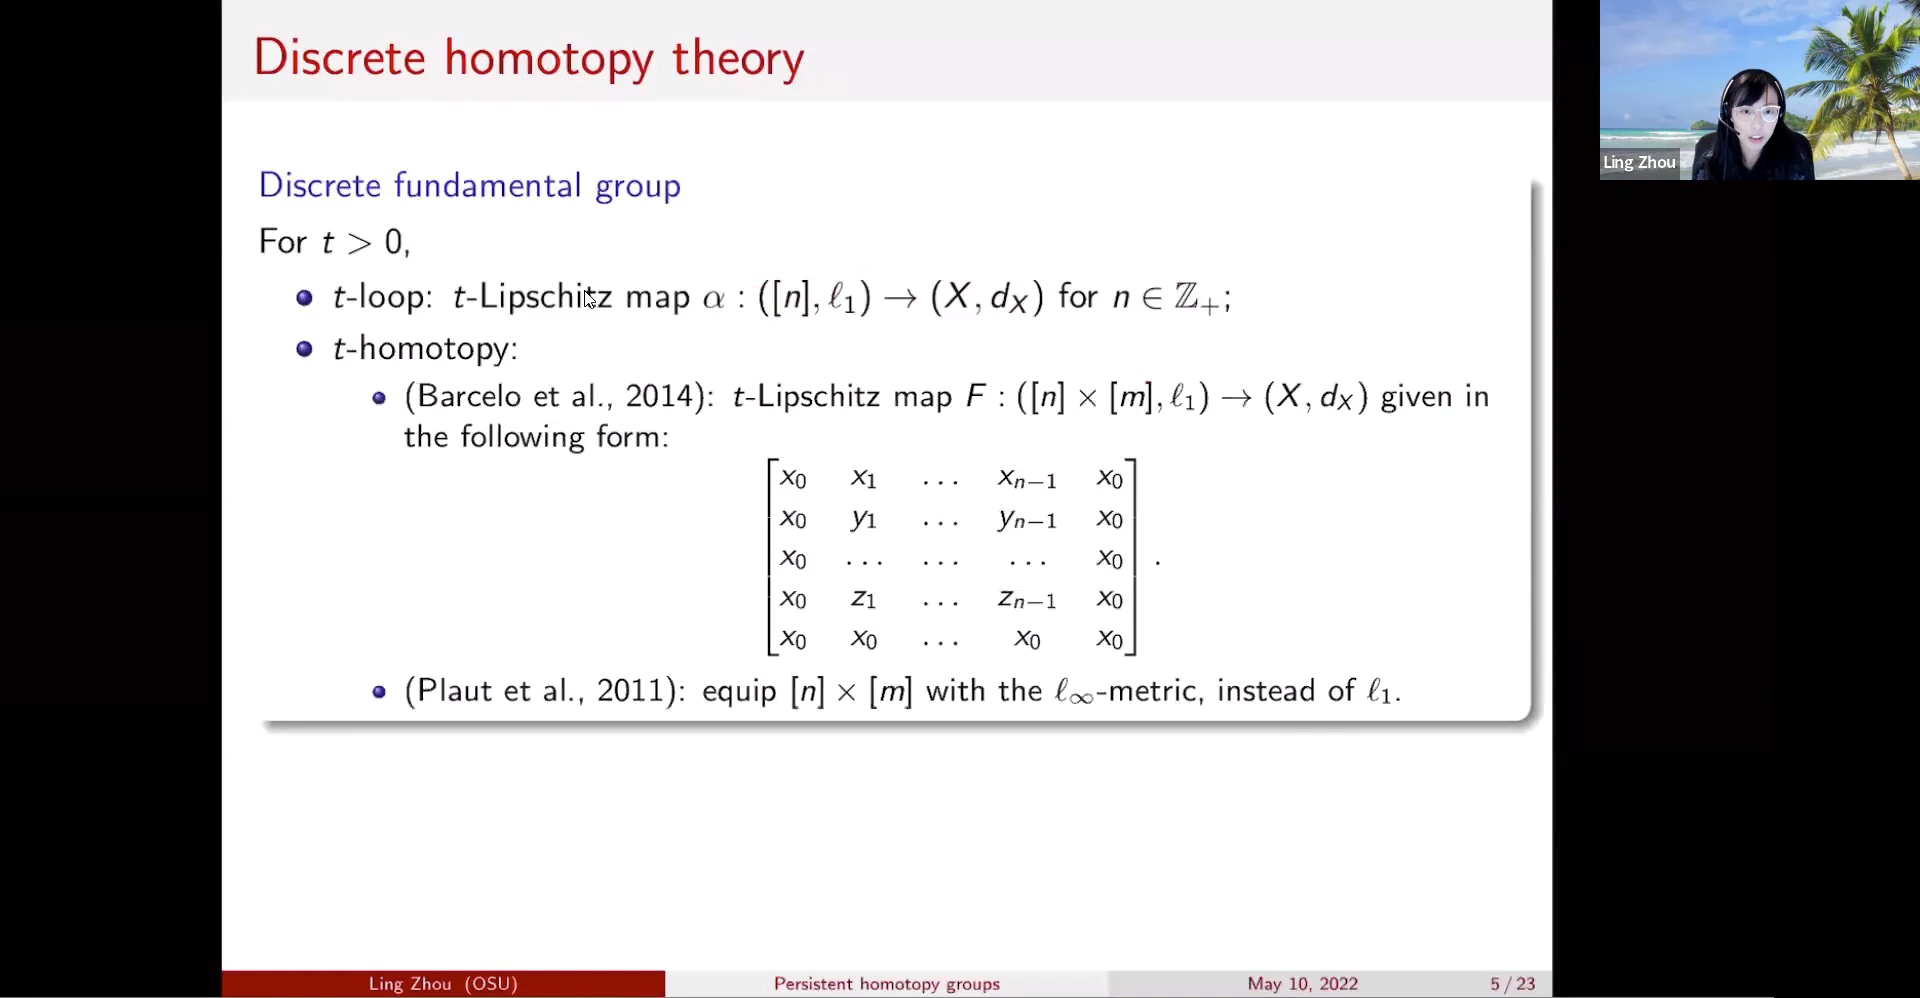 Discrete homotopy theory
Ling Zhou
Discrete fundamental group
For t > 0,
t-loop: t-Lipschitz map α : ([n], ℓ₁) → (X, d_X) for n ∈ ℤ₊;
t-homotopy:
(Barcelo et al., 2014): t-Lipschitz map F : ([n] × [m], ℓ₁) → (X, d_X) given in
the following form:
x₀ x₁ ... xₙ₋₁ x₀
x₀ y₁ ... yₙ₋₁ x₀
x₀ ... ... ... x₀ .
x₀ z₁ ... zₙ₋₁ x₀
x₀ x₀ ... x₀ x₀
(Plaut et al., 2011): equip [n] × [m] with the ℓ∞-metric, instead of ℓ₁.
Ling Zhou (OSU) Persistent homotopy groups May 10, 2022 5 / 23